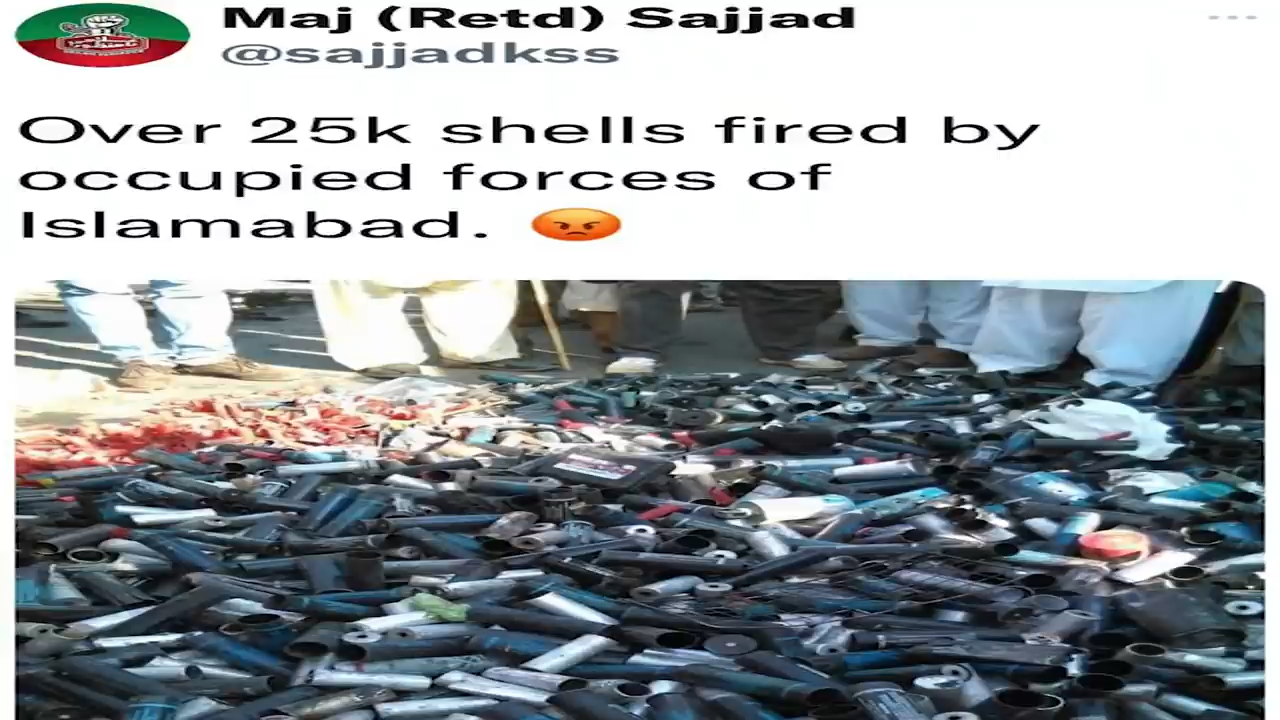 Maj (Retd) Sajjad
@sajjadkss
Over 25k shells fired by
occupied forces of
Islamabad. 😡